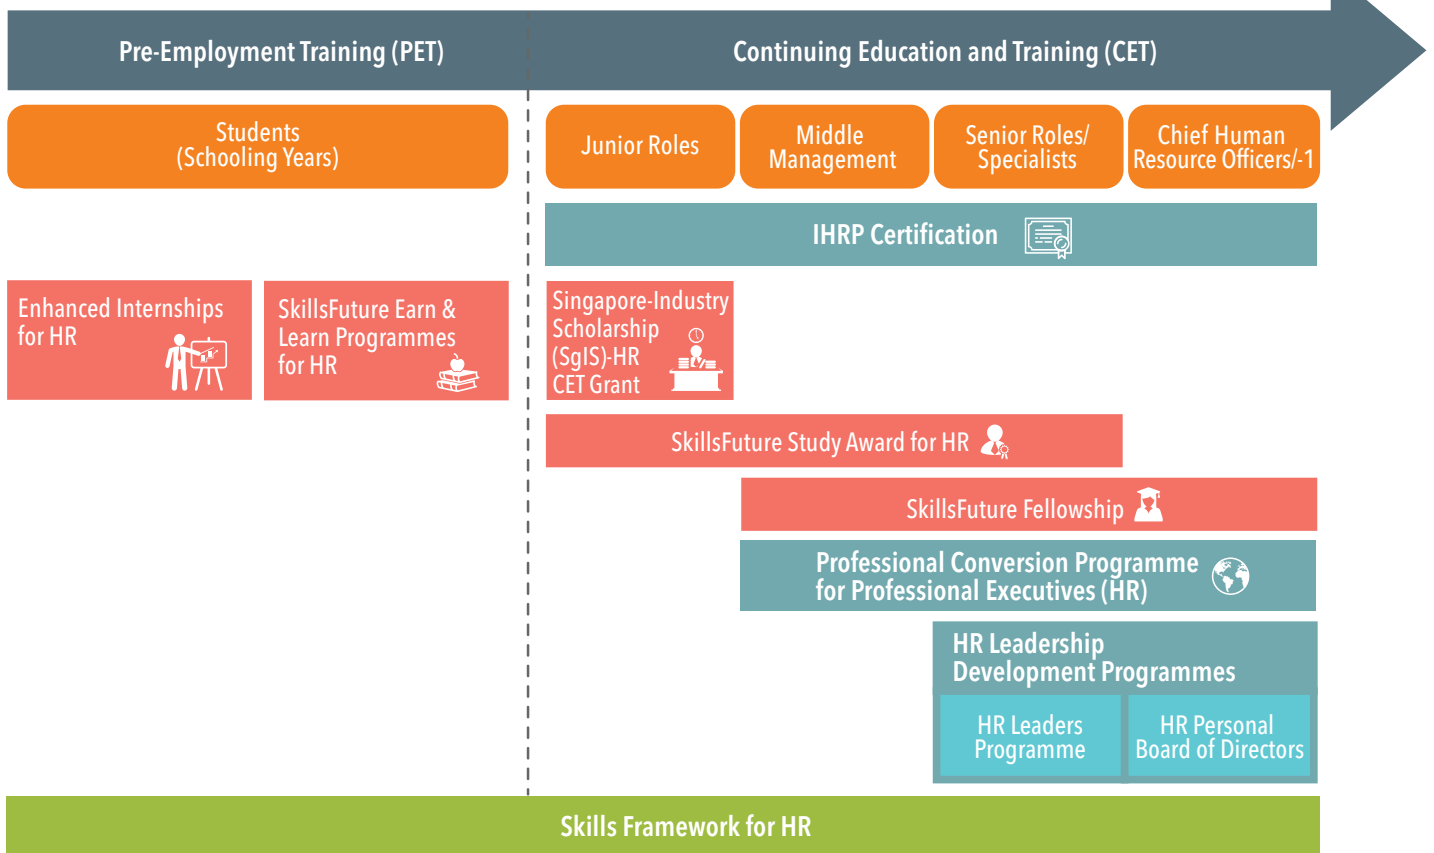 Pre-Employment Training (PET)
Continuing Education and Training (CET)
Students
(Schooling Years)
Junior Roles
Middle
Management
Senior Roles/
Specialists
Chief Human
Resource Officers/-1
IHRP Certification
Enhanced Internships
for HR
SkillsFuture Earn &
Learn Programmes
for HR
Singapore-Industry
Scholarship
(SgIS)-HR
CET Grant
SkillsFuture Study Award for HR
SkillsFuture Fellowship
Professional Conversion Programme
for Professional Executives (HR)
HR Leadership
Development Programmes
HR Leaders
Programme
HR Personal
Board of Directors
Skills Framework for HR